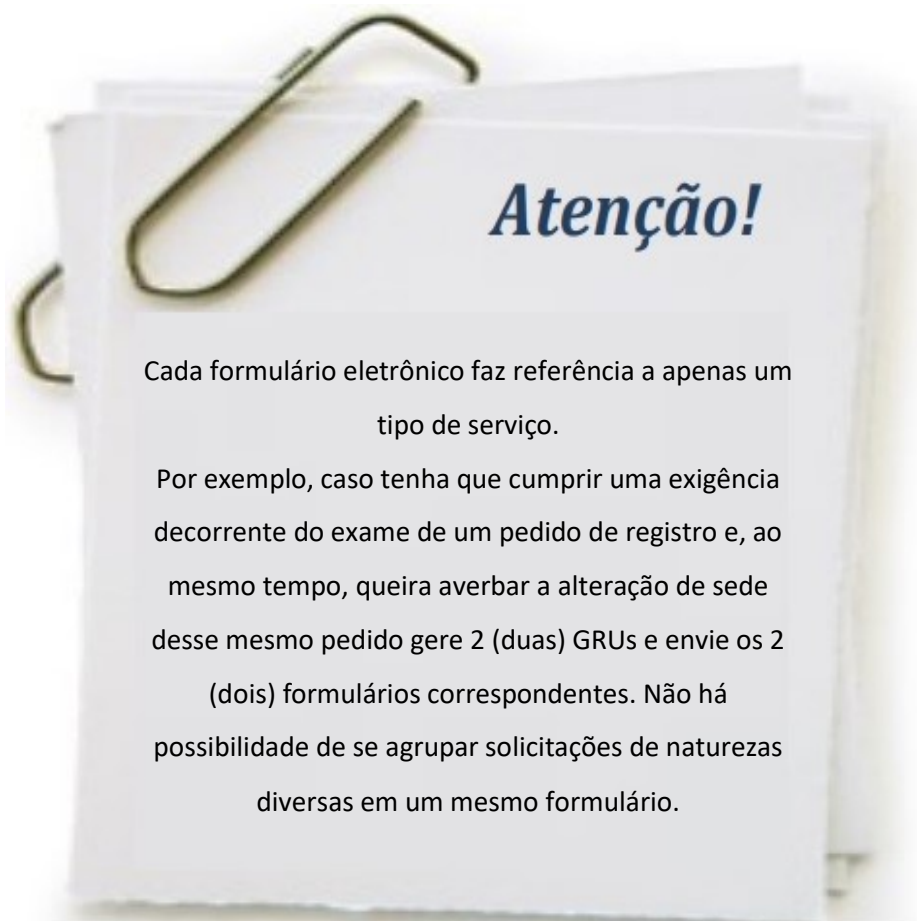 Atenção!
Cada formulário eletrônico faz referência a apenas um
tipo de serviço.
Por exemplo, caso tenha que cumprir uma exigência
decorrente do exame de um pedido de registro e, ao
mesmo tempo, queira averbar a alteração de sede
desse mesmo pedido gere 2 (duas) GRUs e envie os 2
(dois) formulários correspondentes. Não há
possibilidade de se agrupar solicitações de naturezas
diversas em um mesmo formulário.